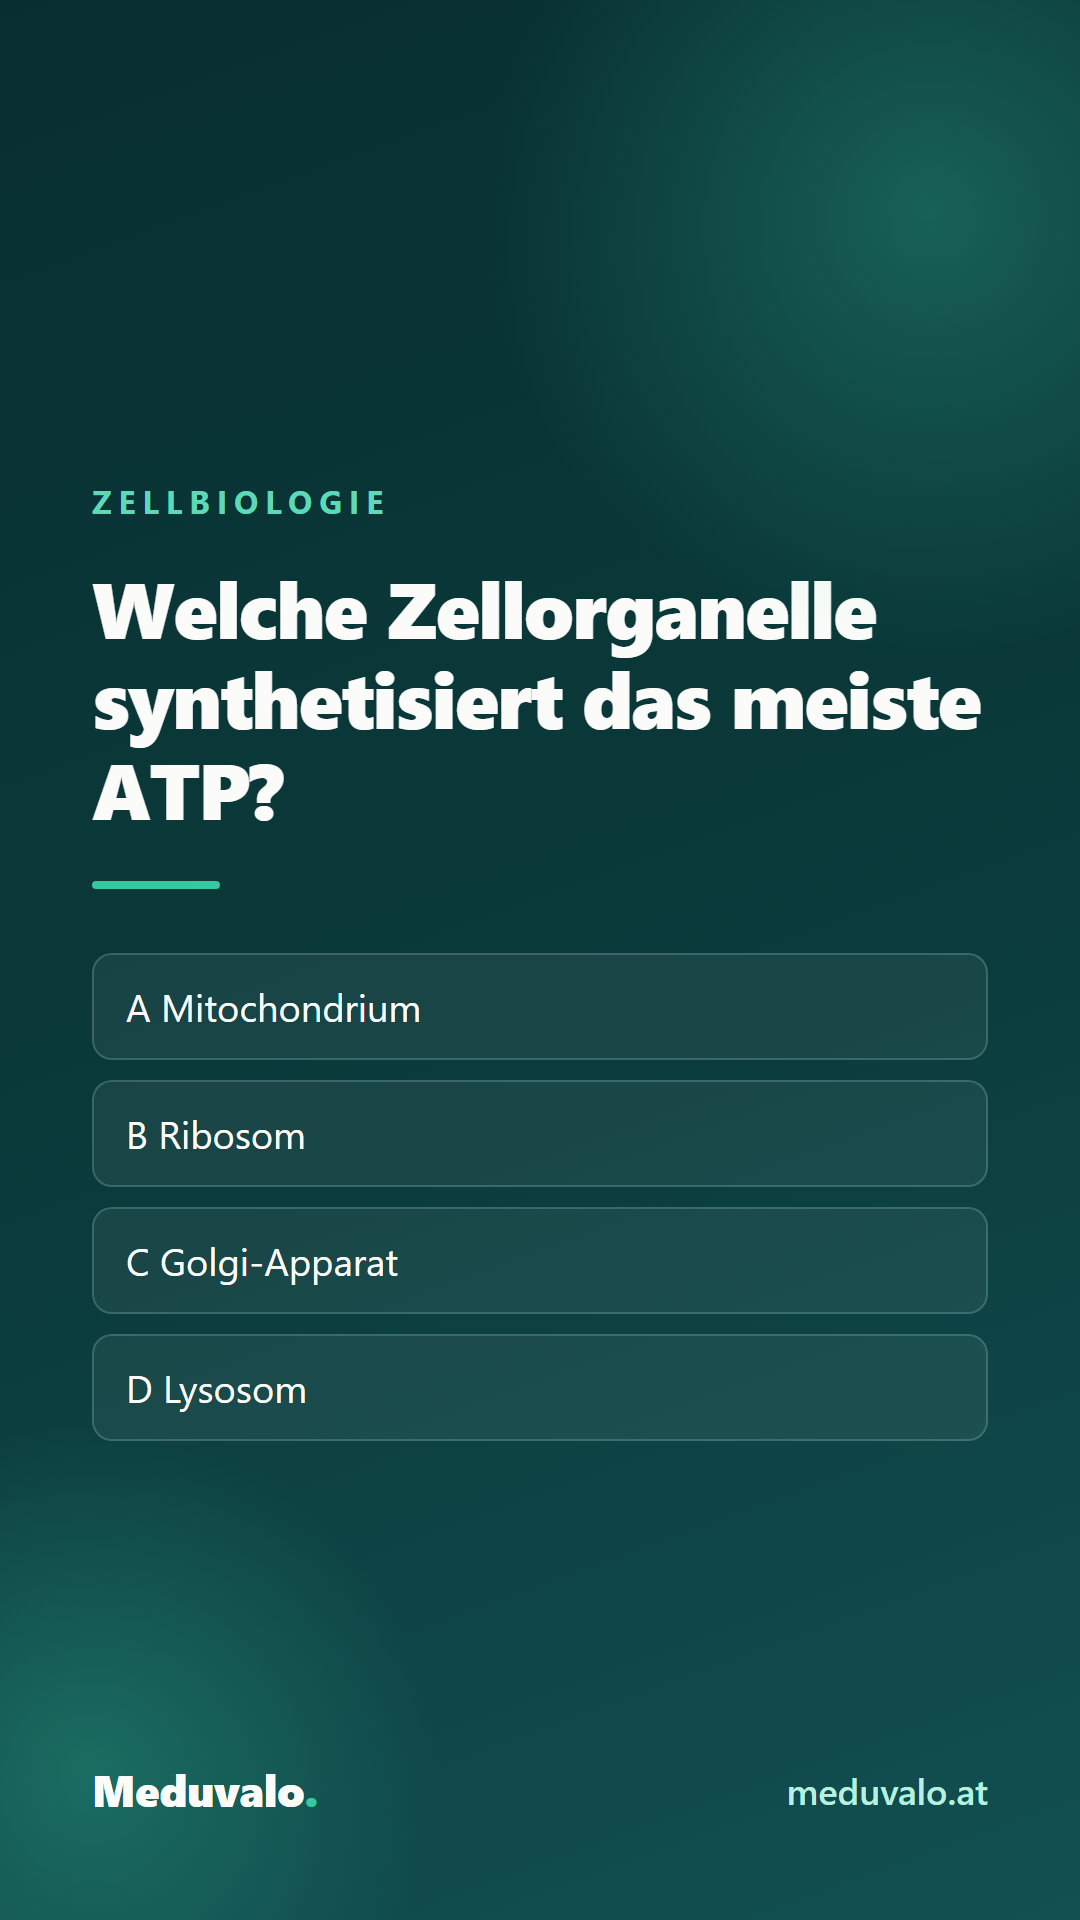 ZELLBIOLOGIE
Welche Zellorganelle
synthetisiert das meiste
ATP?
A Mitochondrium
B Ribosom
C Golgi-Apparat
D Lysosom
Meduvalo.
meduvalo.at